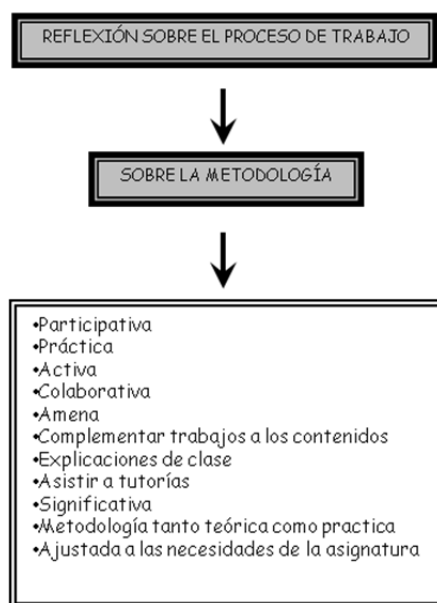 REFLEXIÓN SOBRE EL PROCESO DE TRABAJO
SOBRE LA METODOLOGÍA
•Participativa
•Práctica
•Activa
•Colaborativa
•Amena
•Complementar trabajos a los contenidos
•Explicaciones de clase
•Asistir a tutorías
•Significativa
•Metodología tanto teórica como practica
•Ajustada a las necesidades de la asignatura